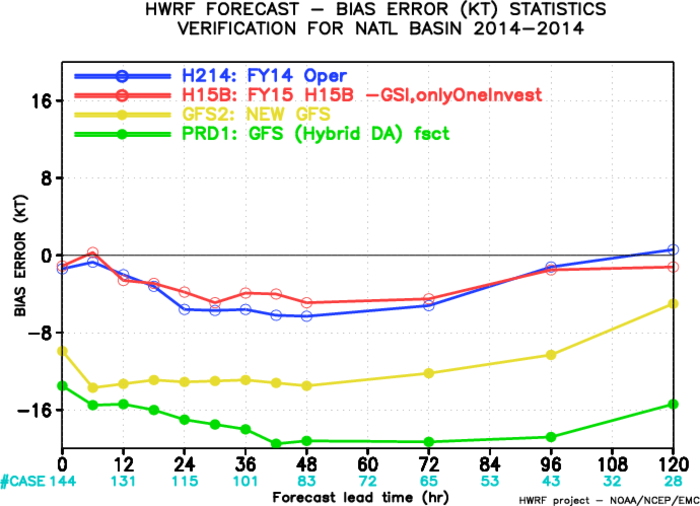 HWRF FORECAST – BIAS ERROR (KT) STATISTICS
VERIFICATION FOR NATL BASIN 2014–2014
H214: FY14 Oper
H15B: FY15 H15B –GSI,onlyOneInvest
GFS2: NEW GFS
PRD1: GFS (Hybrid DA) fsct
16
8
0
–8
–16
BIAS ERROR (KT)
0 12 24 36 48 60 72 84 96 108 120
#CASE 144 131 115 101 83 72 65 53 43 32 28
Forecast lead time (hr)
HWRF project – NOAA/NCEP/EMC